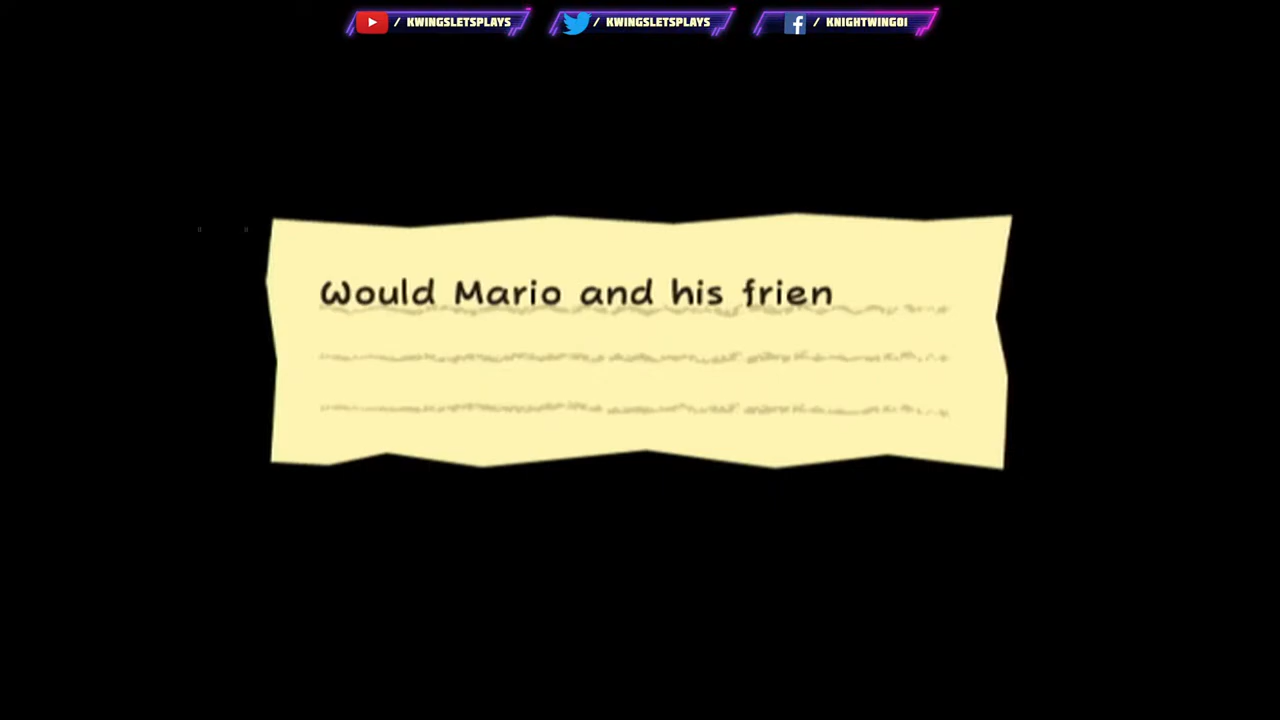 / KWINGSLETSPLAYS / KWINGSLETSPLAYS / KNIGHTWING01
Would Mario and his frien